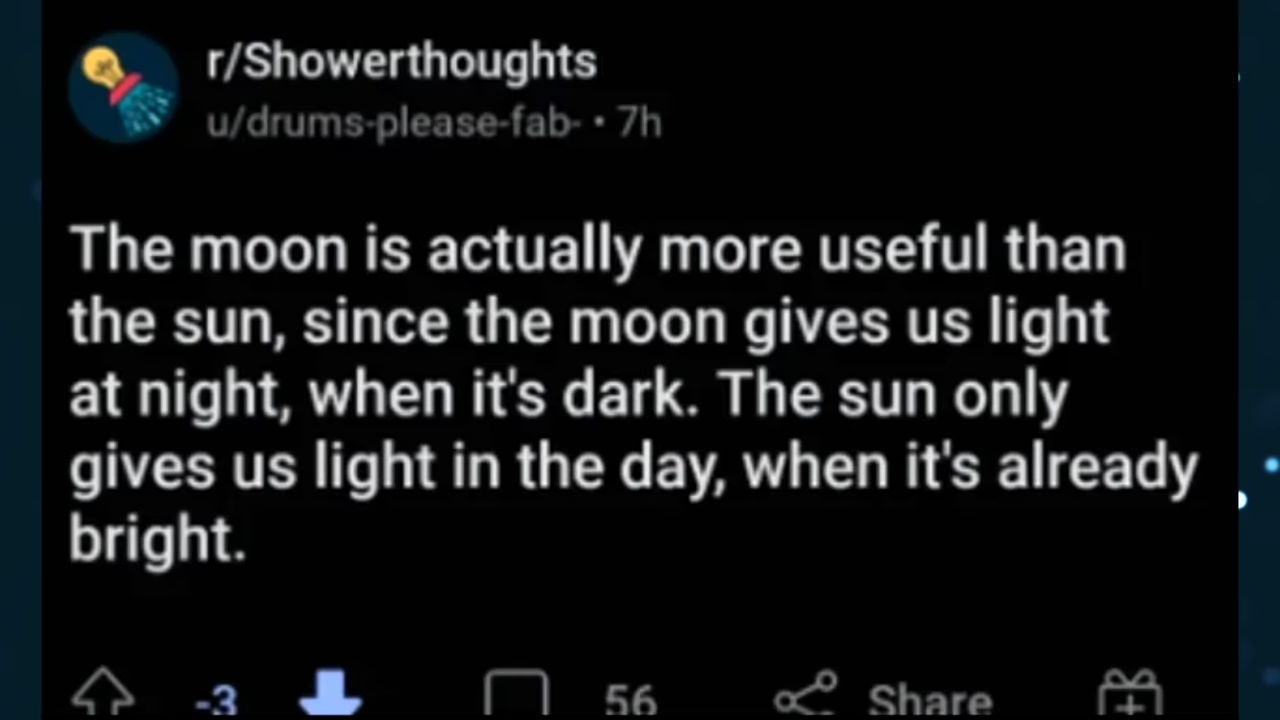 r/Showerthoughts
u/drums-please-fab- • 7h
The moon is actually more useful than
the sun, since the moon gives us light
at night, when it's dark. The sun only
gives us light in the day, when it's already
bright.
-3 56 Share